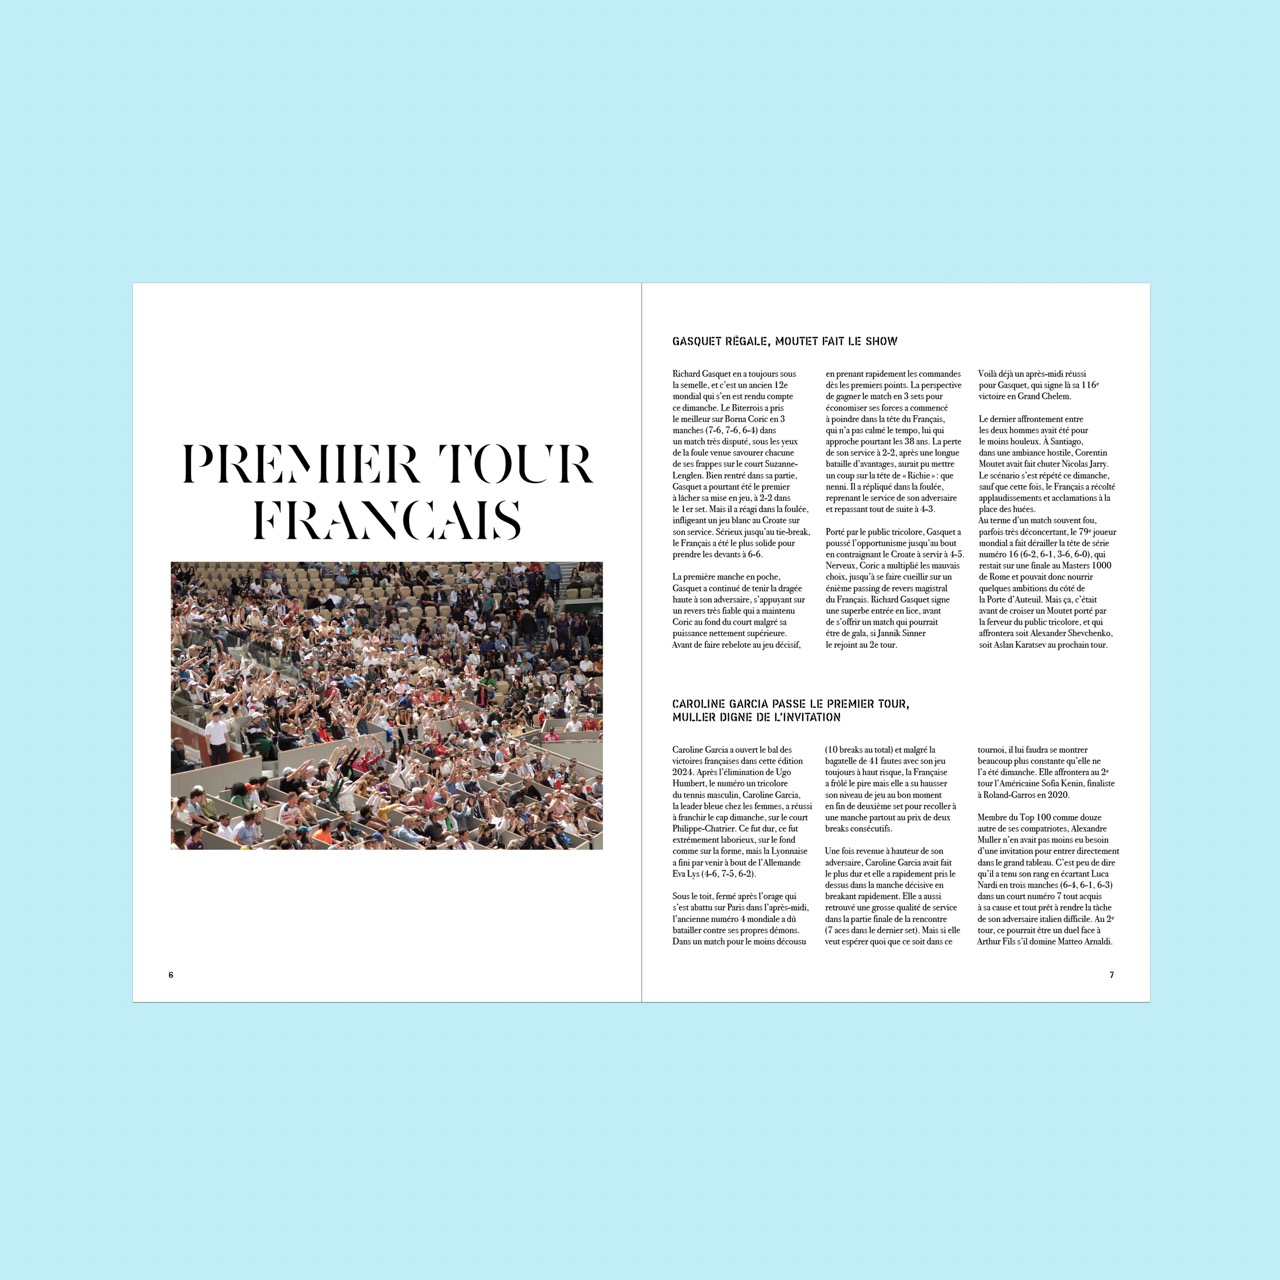 PREMIER TOUR
FRANCAIS
6
GASQUET RÉGALE, MOUTET FAIT LE SHOW
Richard Gasquet en a toujours sous
la semelle, et c'est un ancien 12e
mondial qui s'en est rendu compte
ce dimanche. Le Biterrois a pris
le meilleur sur Borna Coric en 3
manches (7-6, 7-6, 6-4) dans
un match très disputé, sous les yeux
de la foule venue savourer chacune
de ses frappes sur le court Suzanne-
Lenglen. Bien rentré dans sa partie,
Gasquet a pourtant été le premier
à lâcher sa mise en jeu, à 2-2 dans
le 1er set. Mais il a réagi dans la foulée,
infligeant un jeu blanc au Croate sur
son service. Sérieux jusqu'au tie-break,
le Français a été le plus solide pour
prendre les devants à 6-6.
La première manche en poche,
Gasquet a continué de tenir la dragée
haute à son adversaire, s'appuyant sur
un revers très fiable qui a maintenu
Coric au fond du court malgré sa
puissance nettement supérieure.
Avant de faire rebelote au jeu décisif,
en prenant rapidement les commandes
dès les premiers points. La perspective
de gagner le match en 3 sets pour
économiser ses forces a commencé
à poindre dans la tête du Français,
qui n'a pas calmé le tempo, lui qui
approche pourtant les 38 ans. La perte
de son service à 2-2, après une longue
bataille d'avantages, aurait pu mettre
un coup sur la tête de « Richie » : que
nenni. Il a répliqué dans la foulée,
reprenant le service de son adversaire
et repassant tout de suite à 4-3.
Porté par le public tricolore, Gasquet a
poussé l'opportunisme jusqu'au bout
en contraignant le Croate à servir à 4-5.
Nerveux, Coric a multiplié les mauvais
choix, jusqu'à se faire cueillir sur un
énième passing de revers magistral
du Français. Richard Gasquet signe
une superbe entrée en lice, avant
de s'offrir un match qui pourrait
être de gala, si Jannik Sinner
le rejoint au 2e tour.
Voilà déjà un après-midi réussi
pour Gasquet, qui signe là sa 116e
victoire en Grand Chelem.
Le dernier affrontement entre
les deux hommes avait été pour
le moins houleux. À Santiago,
dans une ambiance hostile, Corentin
Moutet avait fait chuter Nicolas Jarry.
Le scénario s'est répété ce dimanche,
sauf que cette fois, le Français a récolté
applaudissements et acclamations à la
place des huées.
Au terme d'un match souvent fou,
parfois très déconcertant, le 79e joueur
mondial a fait dérailler la tête de série
numéro 16 (6-2, 6-1, 3-6, 6-0), qui
restait sur une finale au Masters 1000
de Rome et pouvait donc nourrir
quelques ambitions du côté de
la Porte d'Auteuil. Mais ça, c'était
avant de croiser un Moutet porté par
la ferveur du public tricolore, et qui
affrontera soit Alexander Shevchenko,
soit Aslan Karatsev au prochain tour.
CAROLINE GARCIA PASSE LE PREMIER TOUR,
MULLER DIGNE DE L'INVITATION
Caroline Garcia a ouvert le bal des
victoires françaises dans cette édition
2024. Après l'élimination de Ugo
Humbert, le numéro un tricolore
du tennis masculin, Caroline Garcia,
la leader bleue chez les femmes, a réussi
à franchir le cap dimanche, sur le court
Philippe-Chatrier. Ce fut dur, ce fut
extrêmement laborieux, sur le fond
comme sur la forme, mais la Lyonnaise
a fini par venir à bout de l'Allemande
Eva Lys (4-6, 7-5, 6-2).
Sous le toit, fermé après l'orage qui
s'est abattu sur Paris dans l'après-midi,
l'ancienne numéro 4 mondiale a dû
batailler contre ses propres démons.
Dans un match pour le moins décousu
(10 breaks au total) et malgré la
bagatelle de 41 fautes avec son jeu
toujours à haut risque, la Française
a frôlé le pire mais elle a su hausser
son niveau de jeu au bon moment
en fin de deuxième set pour recoller à
une manche partout au prix de deux
breaks consécutifs.
Une fois revenue à hauteur de son
adversaire, Caroline Garcia avait fait
le plus dur et elle a rapidement pris le
dessus dans la manche décisive en
breakant rapidement. Elle a aussi
retrouvé une grosse qualité de service
dans la partie finale de la rencontre
(7 aces dans le dernier set). Mais si elle
veut espérer quoi que ce soit dans ce
tournoi, il lui faudra se montrer
beaucoup plus constante qu'elle ne
l'a été dimanche. Elle affrontera au 2e
tour l'Américaine Sofia Kenin, finaliste
à Roland-Garros en 2020.
Membre du Top 100 comme douze
autre de ses compatriotes, Alexandre
Muller n'en avait pas moins eu besoin
d'une invitation pour entrer directement
dans le grand tableau. C'est peu de dire
qu'il a tenu son rang en écartant Luca
Nardi en trois manches (6-4, 6-1, 6-3)
dans un court numéro 7 tout acquis
à sa cause et tout prêt à rendre la tâche
de son adversaire italien difficile. Au 2e
tour, ce pourrait être un duel face à
Arthur Fils s'il domine Matteo Arnaldi.
7